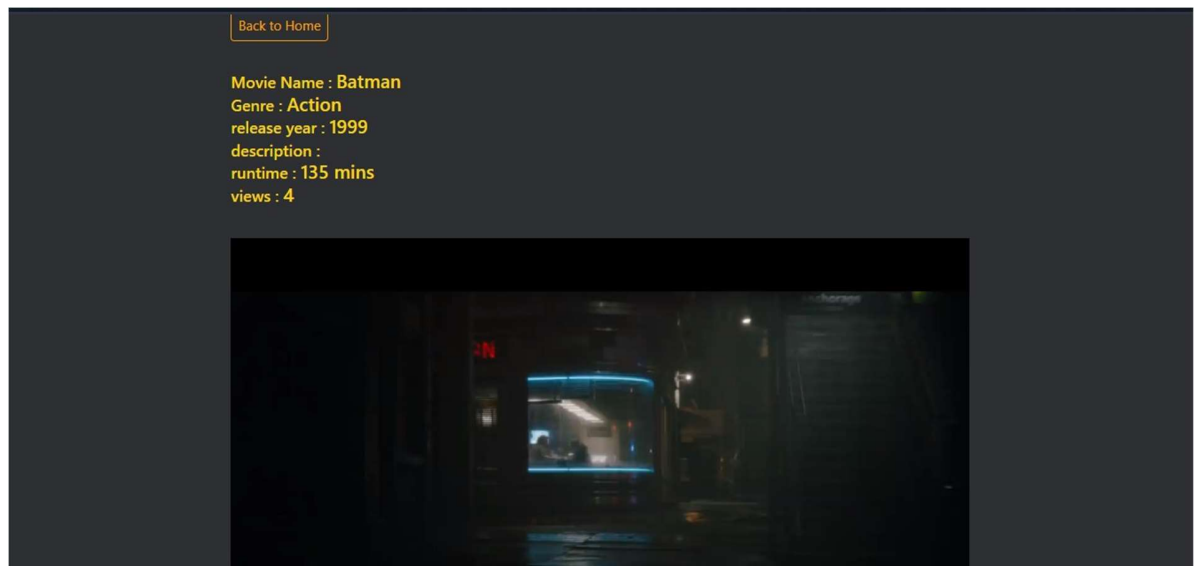 Back to Home
Movie Name : Batman
Genre : Action
release year : 1999
description :
runtime : 135 mins
views : 4